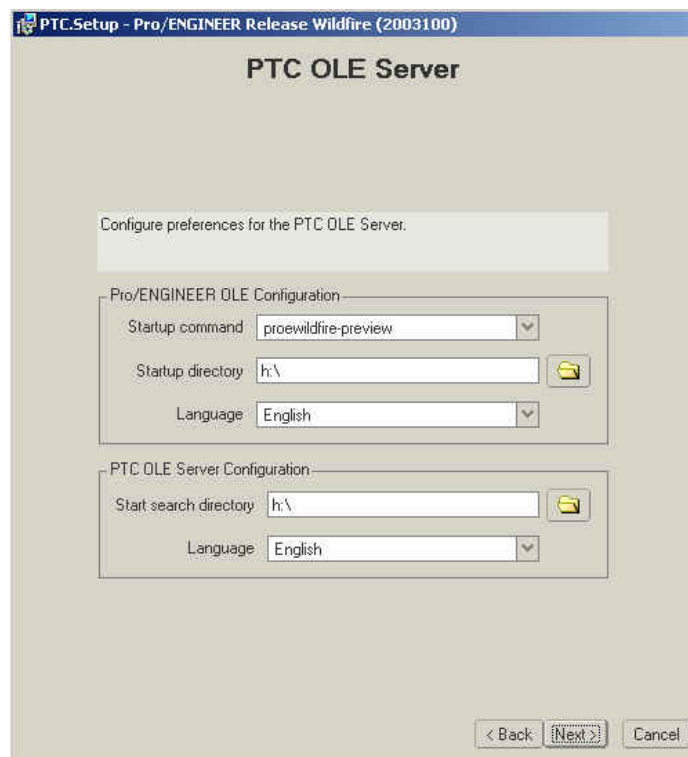 PTC.Setup - Pro/ENGINEER Release Wildfire (2003100)
PTC OLE Server
Configure preferences for the PTC OLE Server.
Pro/ENGINEER OLE Configuration
Startup command proewildfire-preview
Startup directory h:\
Language English
PTC OLE Server Configuration
Start search directory h:\
Language English
< Back Next > Cancel